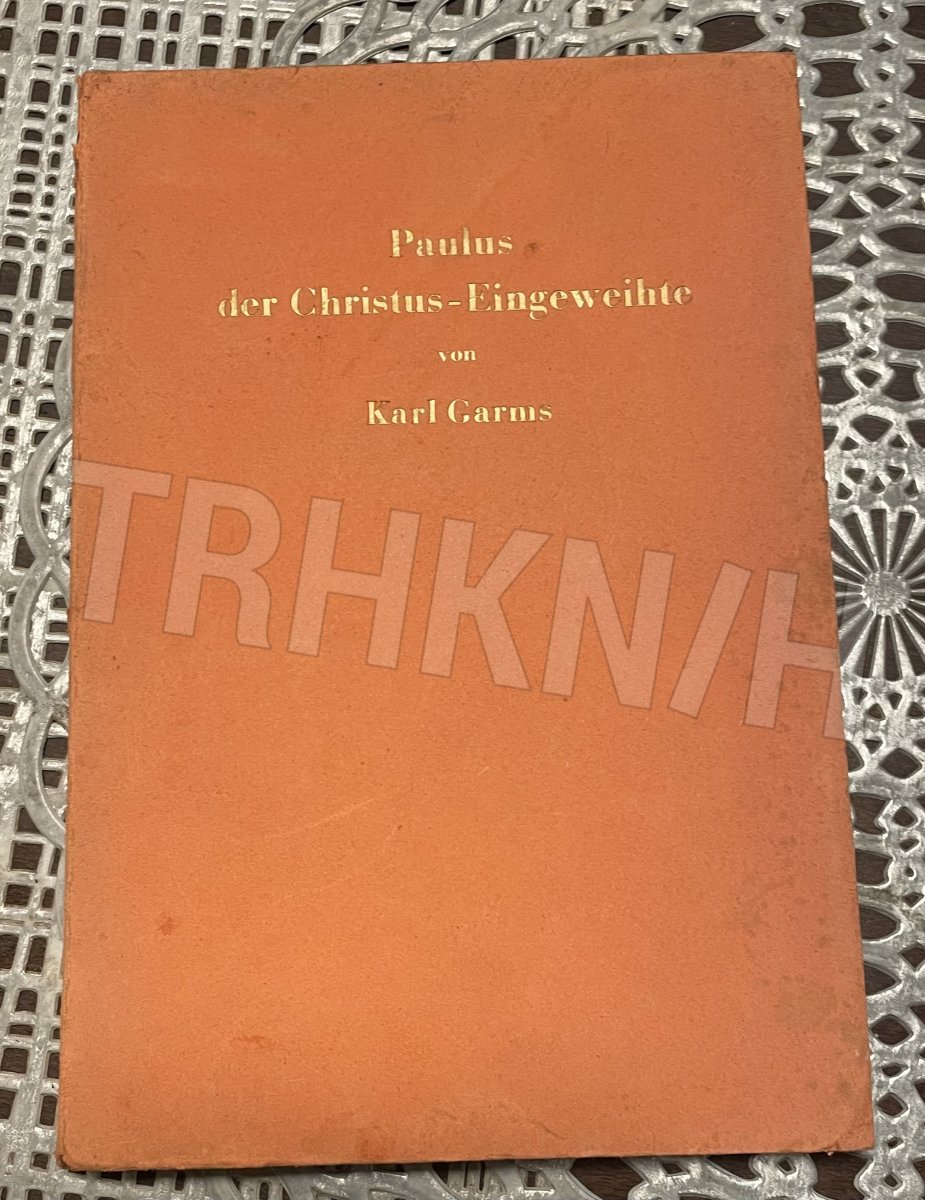 Paulus
der Christus-Eingeweihte
von
Karl Garms
TRHKN/H